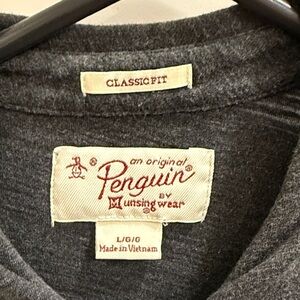 CLASSIC FIT
an original
Penguin
BY
Munsingwear
L/G/G
Made in Vietnam